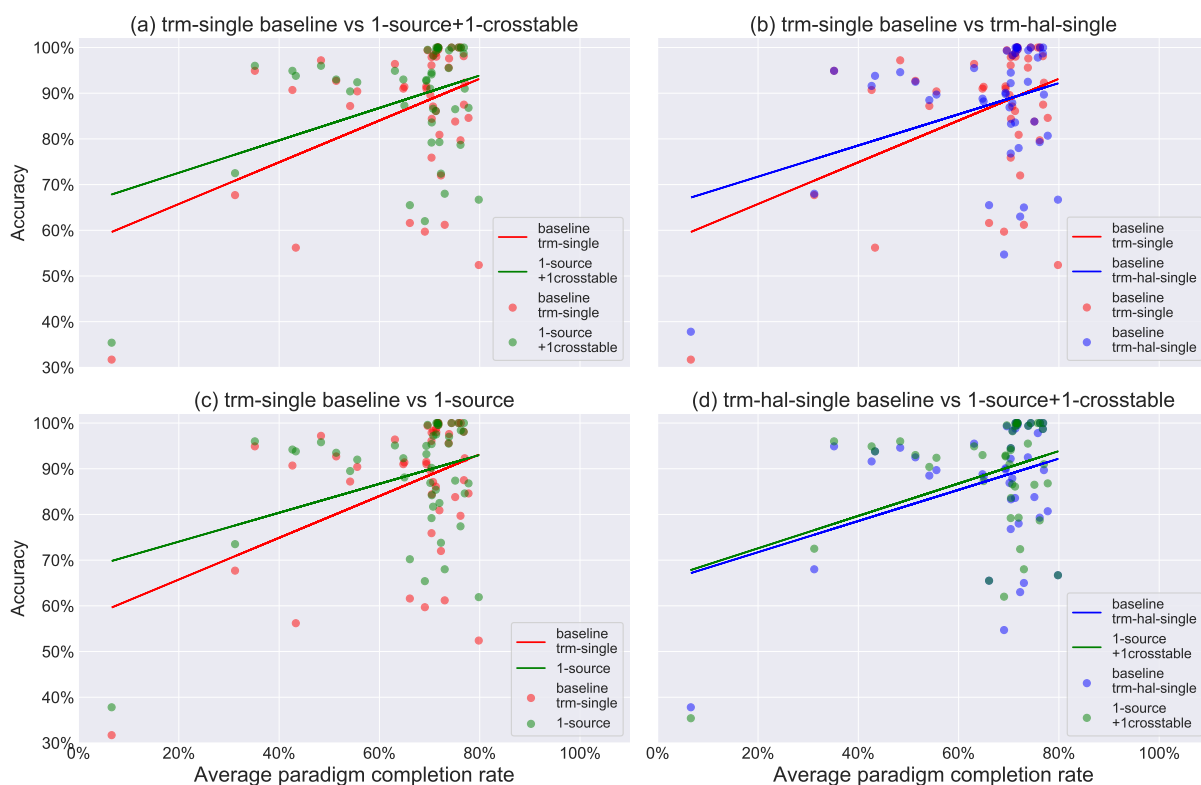 (a) trm-single baseline vs 1-source+1-crosstable
100%
90%
80%
70%
60%
50%
40%
30%
Accuracy
baseline
trm-single
1-source
+1crosstable
baseline
trm-single
1-source
+1crosstable
(b) trm-single baseline vs trm-hal-single
baseline
trm-single
baseline
trm-hal-single
baseline
trm-single
baseline
trm-hal-single
(c) trm-single baseline vs 1-source
100%
90%
80%
70%
60%
50%
40%
30%
Accuracy
baseline
trm-single
1-source
baseline
trm-single
1-source
0%
20%
40%
60%
80%
100%
Average paradigm completion rate
(d) trm-hal-single baseline vs 1-source+1-crosstable
baseline
trm-hal-single
1-source
+1crosstable
baseline
trm-hal-single
1-source
+1crosstable
0%
20%
40%
60%
80%
100%
Average paradigm completion rate